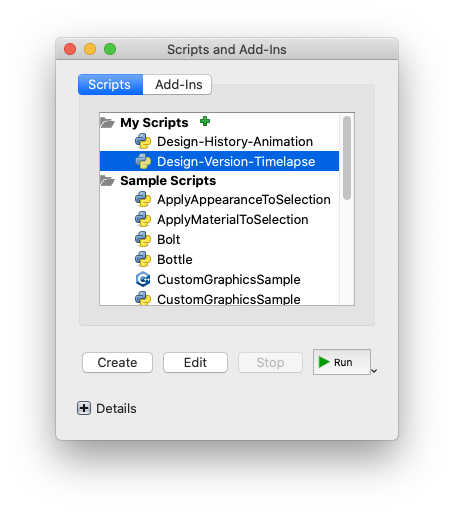 Scripts and Add-Ins
Scripts Add-Ins
My Scripts
Design-History-Animation
Design-Version-Timelapse
Sample Scripts
ApplyAppearanceToSelection
ApplyMaterialToSelection
Bolt
Bottle
CustomGraphicsSample
CustomGraphicsSample
Create Edit Stop Run
Details